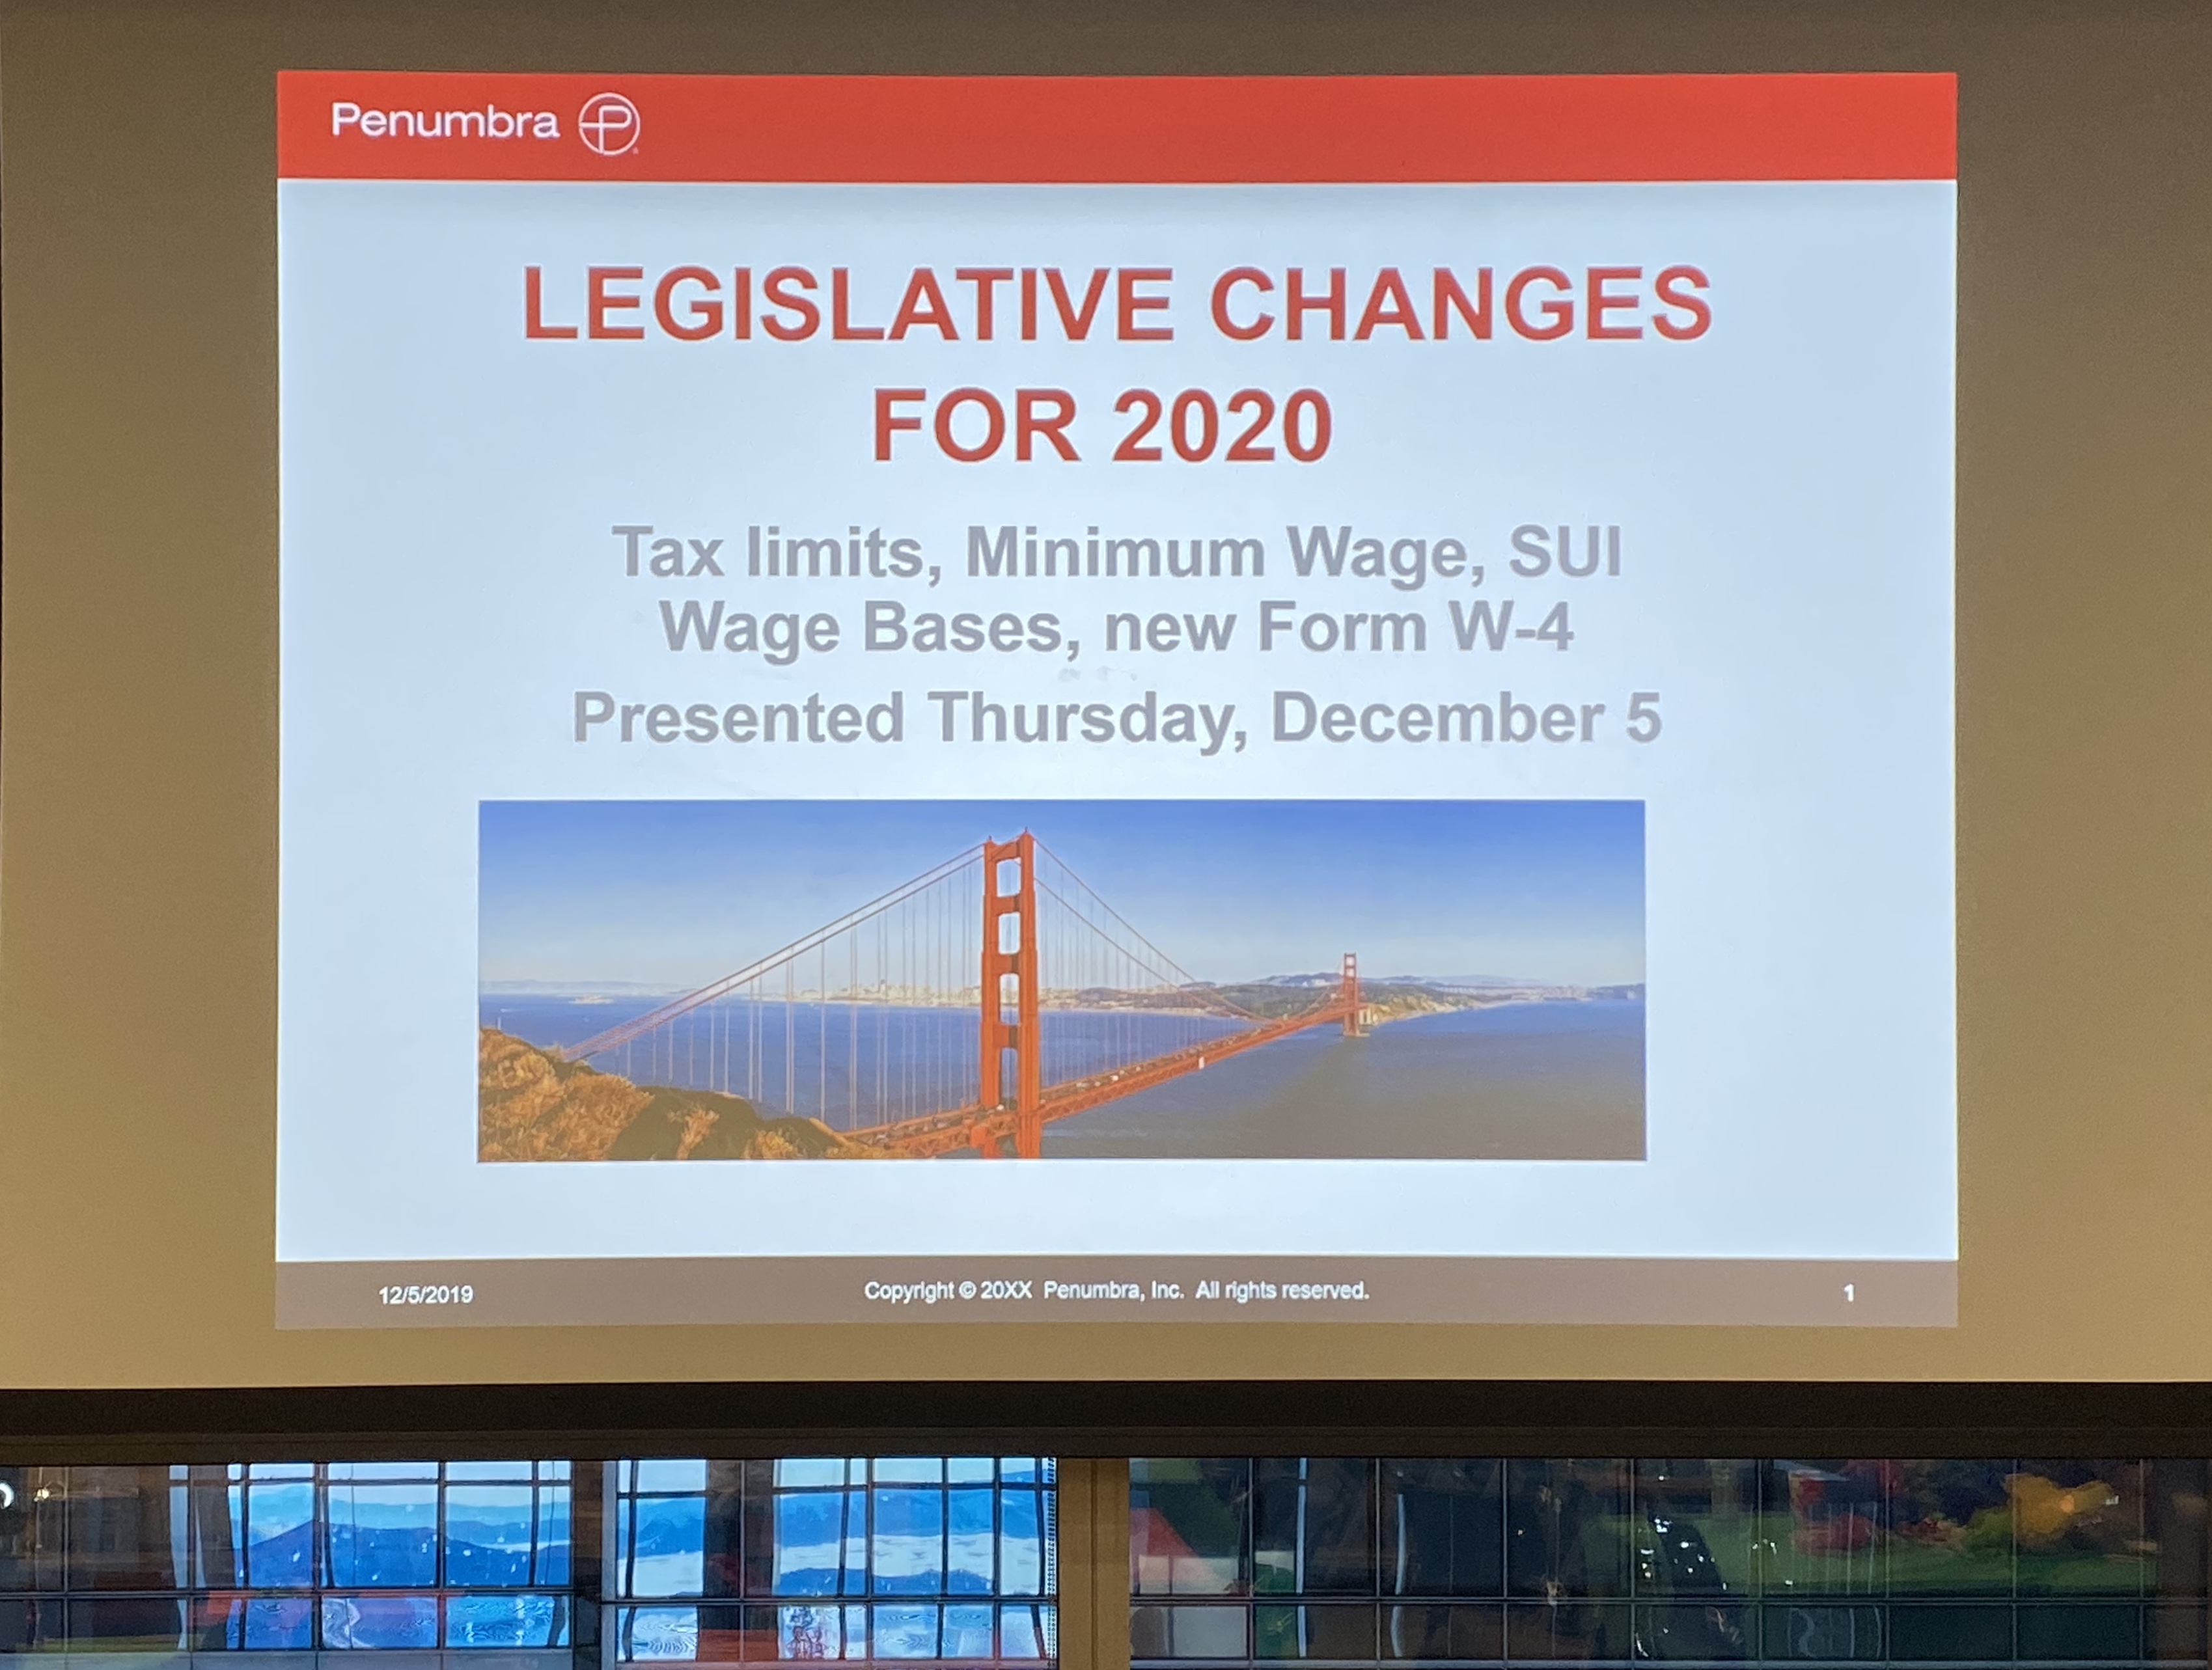 Penumbra
LEGISLATIVE CHANGES
FOR 2020
Tax limits, Minimum Wage, SUI
Wage Bases, new Form W-4
Presented Thursday, December 5
12/5/2019
Copyright © 20XX Penumbra, Inc. All rights reserved.
1